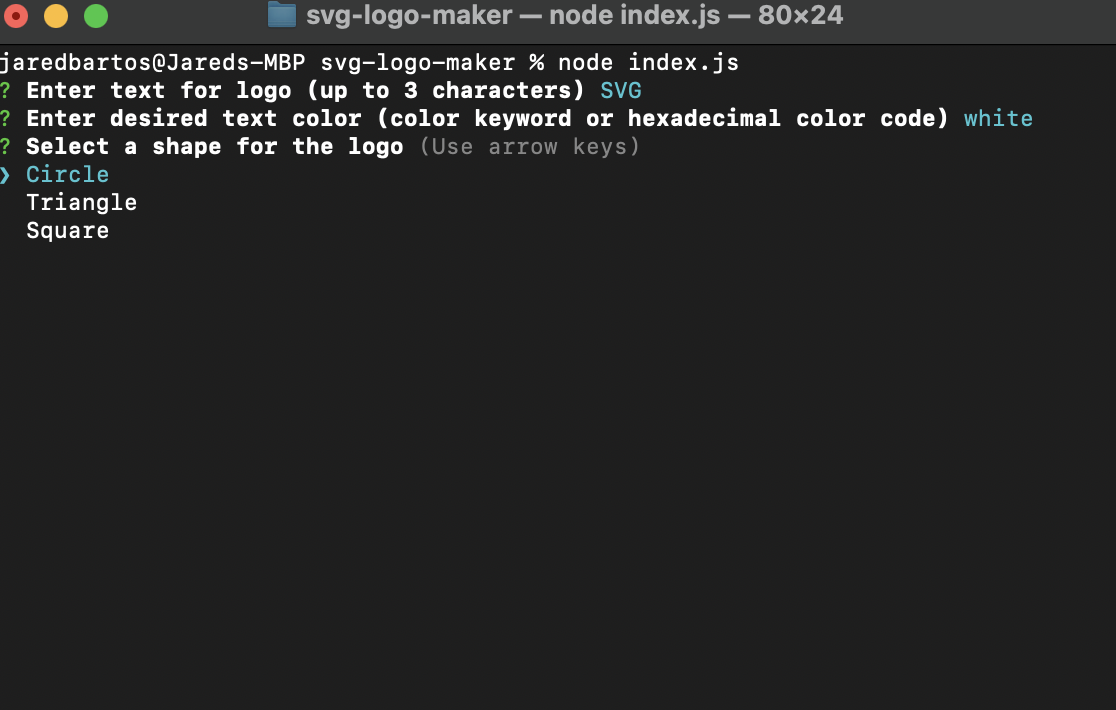 svg-logo-maker — node index.js — 80×24
jaredbartos@Jareds-MBP svg-logo-maker % node index.js
? Enter text for logo (up to 3 characters) SVG
? Enter desired text color (color keyword or hexadecimal color code) white
? Select a shape for the logo (Use arrow keys)
❯ Circle
Triangle
Square